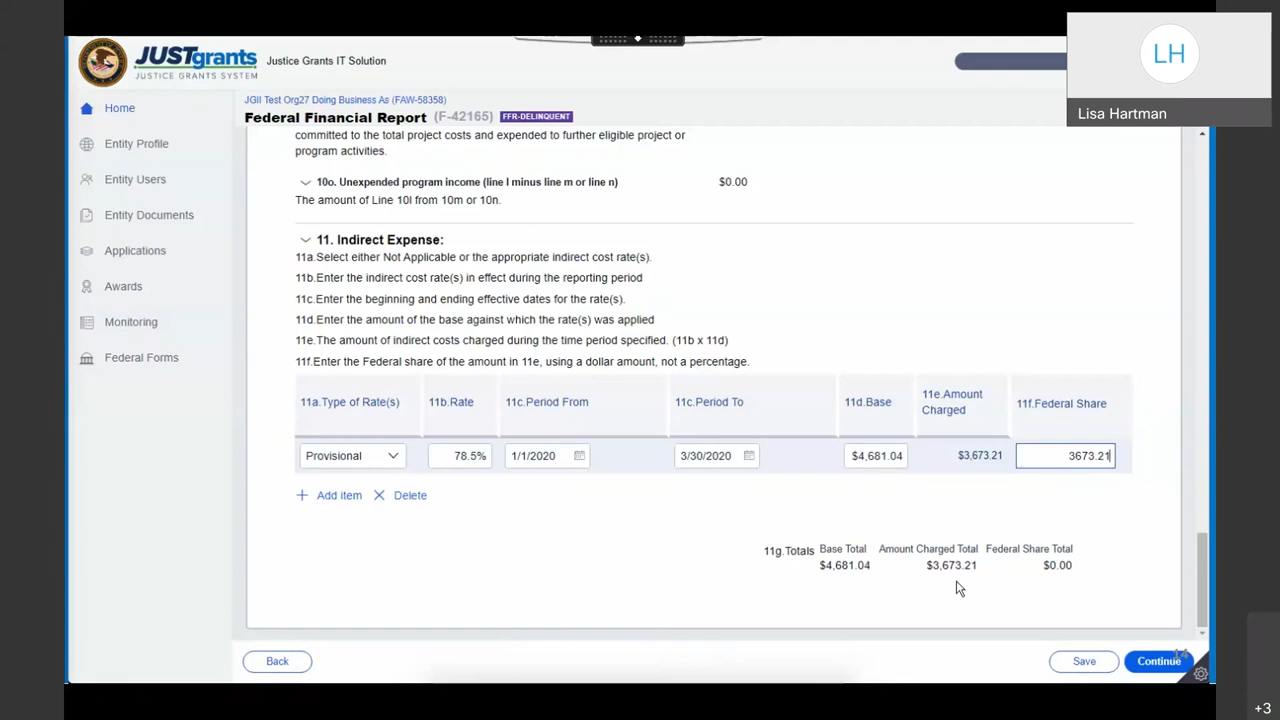 LH
Lisa Hartman
JUSTgrants
JUSTICE GRANTS SYSTEM
Justice Grants IT Solution
Home
Entity Profile
Entity Users
Entity Documents
Applications
Awards
Monitoring
Federal Forms
JGII Test Org27 Doing Business As (FAW-58358)
Federal Financial Report (F-42165) FFR-DELINQUENT
committed to the total project costs and expended to further eligible project or
program activities.
10o. Unexpended program income (line l minus line m or line n) $0.00
The amount of Line 10l from 10m or 10n.
11. Indirect Expense:
11a.Select either Not Applicable or the appropriate indirect cost rate(s).
11b.Enter the indirect cost rate(s) in effect during the reporting period
11c.Enter the beginning and ending effective dates for the rate(s).
11d.Enter the amount of the base against which the rate(s) was applied
11e.The amount of indirect costs charged during the time period specified. (11b x 11d)
11f.Enter the Federal share of the amount in 11e, using a dollar amount, not a percentage.
11a.Type of Rate(s) 11b.Rate 11c.Period From 11c.Period To 11d.Base 11e.Amount Charged 11f.Federal Share
Provisional 78.5% 1/1/2020 3/30/2020 $4,681.04 $3,673.21 3673.21
+ Add item × Delete
11g.Totals Base Total Amount Charged Total Federal Share Total
$4,681.04 $3,673.21 $0.00
Back Save Continue
14
+3